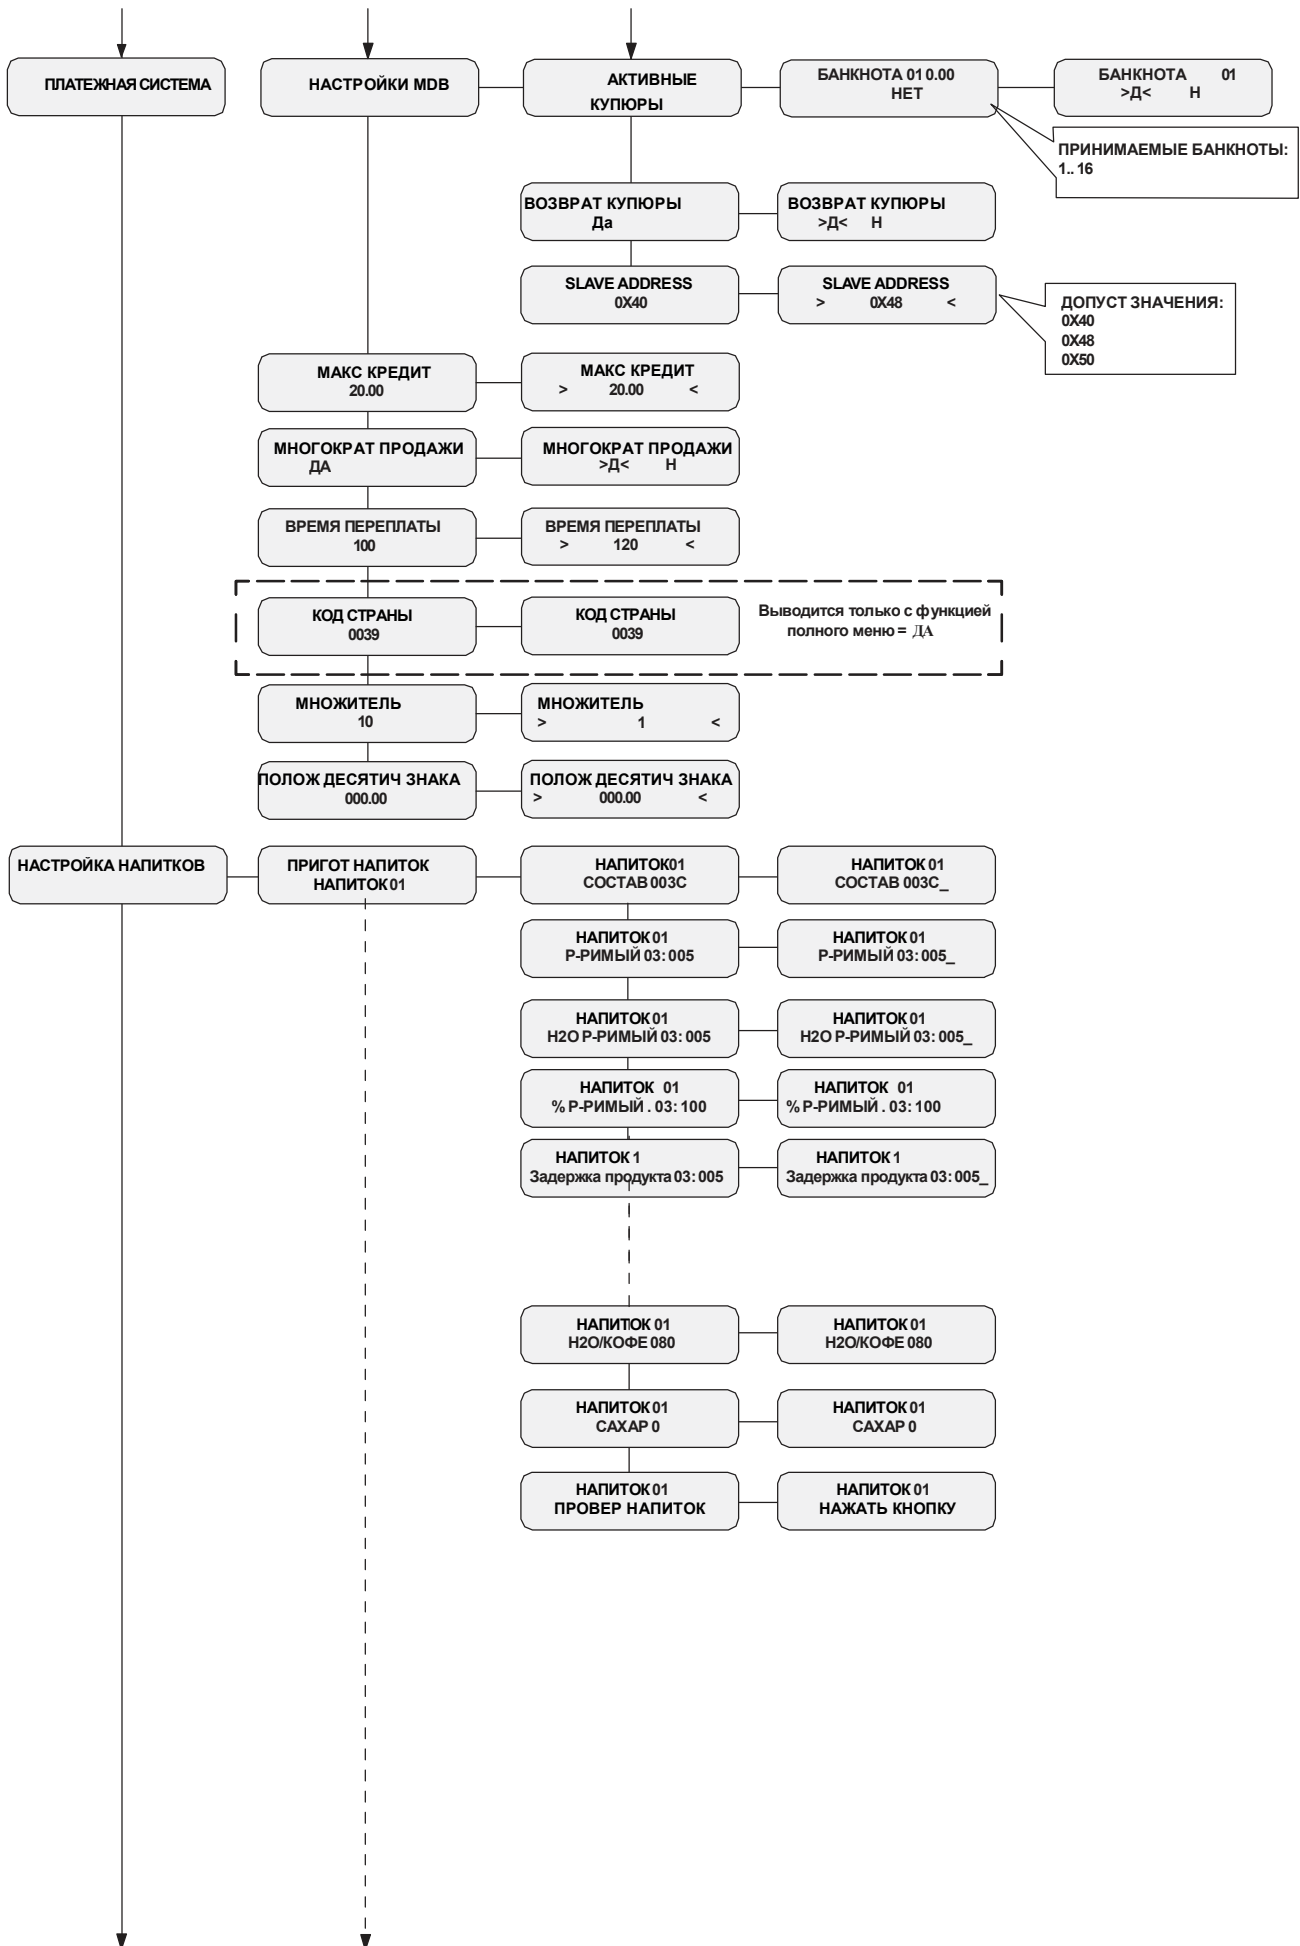 ПЛАТЕЖНАЯ СИСТЕМА
НАСТРОЙКИ MDB
АКТИВНЫЕ
КУПЮРЫ
БАНКНОТА 01 0.00
НЕТ
БАНКНОТА 01
>Д< Н
ПРИНИМАЕМЫЕ БАНКНОТЫ:
1.. 16
ВОЗВРАТ КУПЮРЫ
Да
ВОЗВРАТ КУПЮРЫ
>Д< Н
SLAVE ADDRESS
0X40
SLAVE ADDRESS
> 0X48 <
ДОПУСТ ЗНАЧЕНИЯ:
0X40
0X48
0X50
МАКС КРЕДИТ
20.00
МАКС КРЕДИТ
> 20.00 <
МНОГОКРАТ ПРОДАЖИ
ДА
МНОГОКРАТ ПРОДАЖИ
>Д< Н
ВРЕМЯ ПЕРЕПЛАТЫ
100
ВРЕМЯ ПЕРЕПЛАТЫ
> 120 <
КОД СТРАНЫ
0039
КОД СТРАНЫ
0039
Выводится только с функцией
полного меню = ДА
МНОЖИТЕЛЬ
10
МНОЖИТЕЛЬ
> 1 <
ПОЛОЖ ДЕСЯТИЧ ЗНАКА
000.00
ПОЛОЖ ДЕСЯТИЧ ЗНАКА
> 000.00 <
НАСТРОЙКА НАПИТКОВ
ПРИГОТ НАПИТОК
НАПИТОК 01
НАПИТОК01
СОСТАВ 003C
НАПИТОК 01
СОСТАВ 003C_
НАПИТОК 01
Р-РИМЫЙ 03: 005
НАПИТОК 01
Р-РИМЫЙ 03: 005_
НАПИТОК 01
H2O Р-РИМЫЙ 03: 005
НАПИТОК 01
H2O Р-РИМЫЙ 03: 005_
НАПИТОК 01
% Р-РИМЫЙ . 03: 100
НАПИТОК 01
% Р-РИМЫЙ . 03: 100
НАПИТОК 1
Задержка продукта 03: 005
НАПИТОК 1
Задержка продукта 03: 005_
НАПИТОК 01
H2O/КОФЕ 080
НАПИТОК 01
H2O/КОФЕ 080
НАПИТОК 01
САХАР 0
НАПИТОК 01
САХАР 0
НАПИТОК 01
ПРОВЕР НАПИТОК
НАПИТОК 01
НАЖАТЬ КНОПКУ